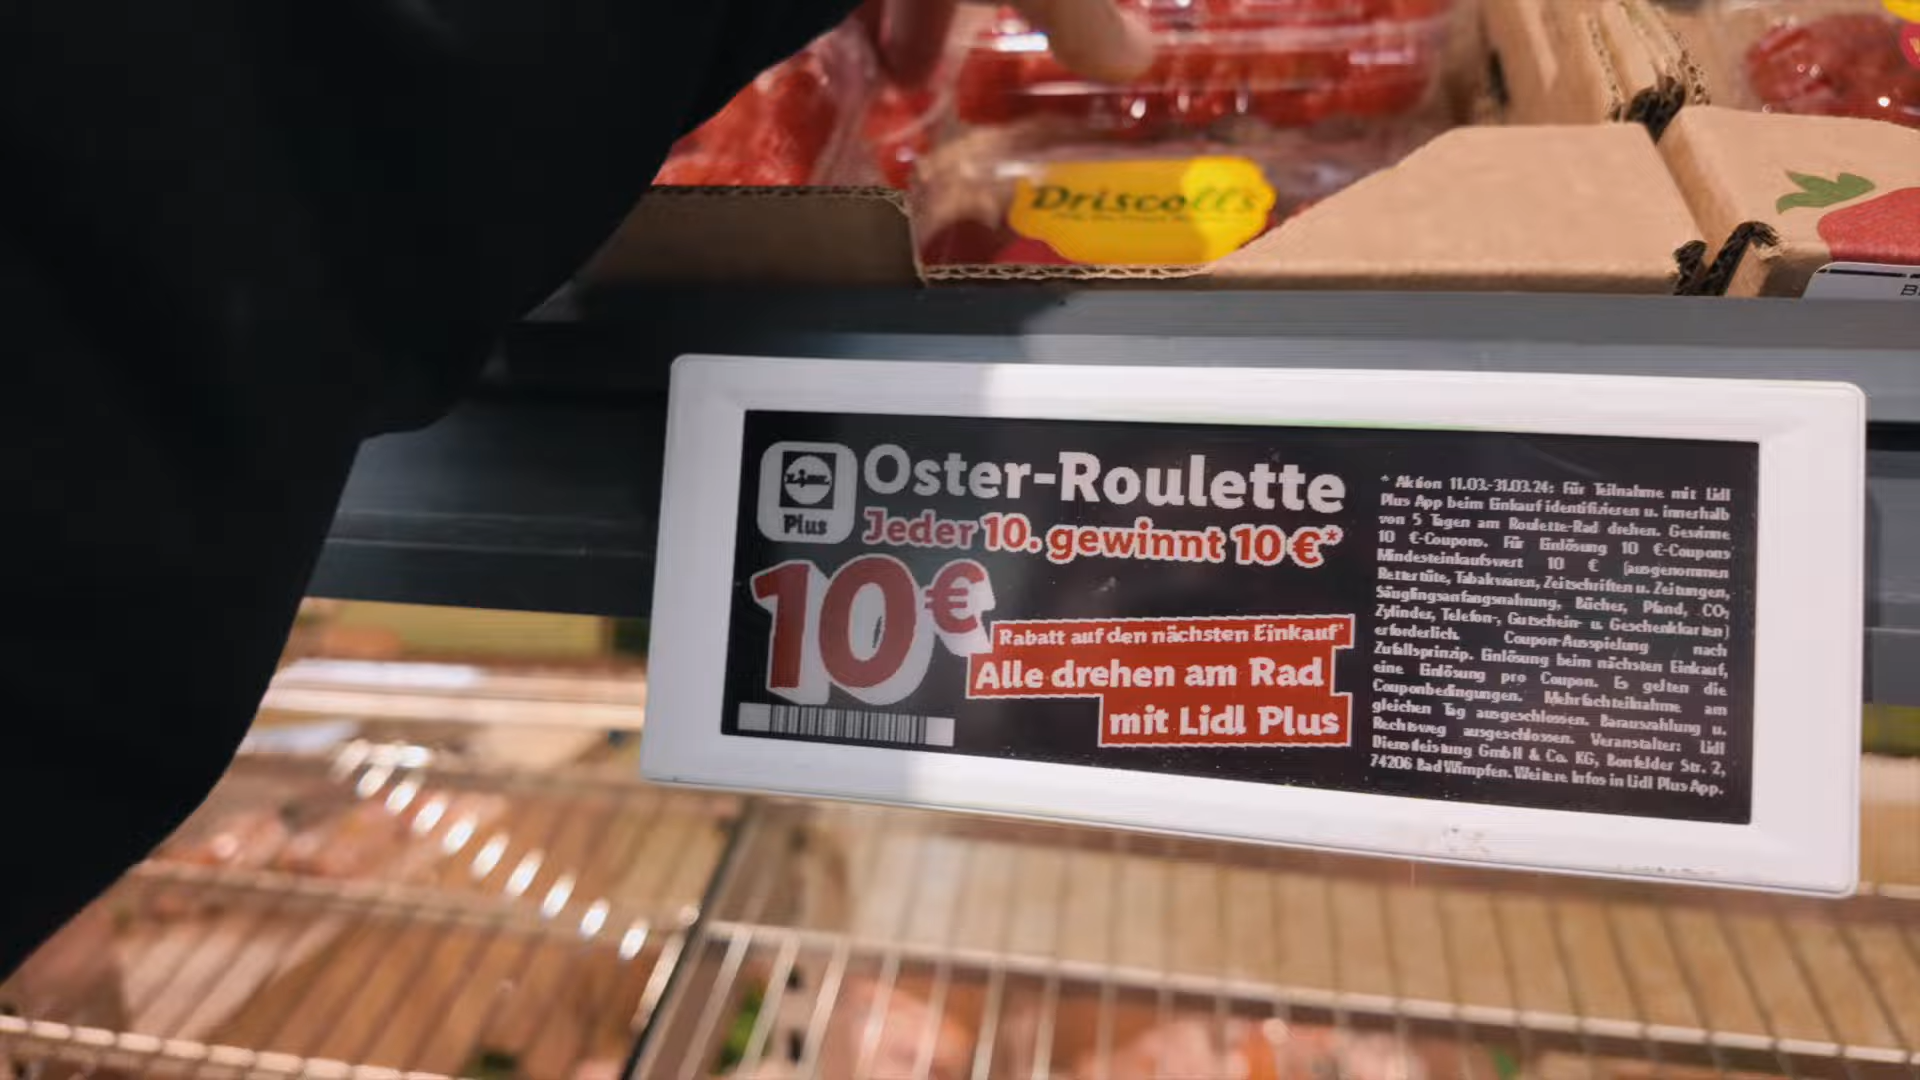 Driscoll's
B
LIDL
Plus
Oster-Roulette
Jeder 10. gewinnt 10€*
10€
Rabatt auf den nächsten Einkauf*
Alle drehen am Rad
mit Lidl Plus
* Aktion 11.03.-31.03.24: Für Teilnahme mit Lidl
Plus App beim Einkauf identifizieren u. innerhalb
von 5 Tagen am Roulette-Rad drehen. Gewinne
10 €-Coupons. Für Einlösung 10 €-Coupons
Mindesteinkaufswert 10 € (ausgenommen
Rettertüte, Tabakwaren, Zeitschriften u. Zeitungen,
Säuglingsanfangsnahrung, Bücher, Pfand, CO₂
Zylinder, Telefon-, Gutschein- u. Geschenkkarten)
erforderlich. Coupon-Ausspielung nach
Zufallsprinzip. Einlösung beim nächsten Einkauf,
eine Einlösung pro Coupon. Es gelten die
Couponbedingungen. Mehrfachteilnahme am
gleichen Tag ausgeschlossen. Barauszahlung u.
Rechtsweg ausgeschlossen. Veranstalter: Lidl
Dienstleistung GmbH & Co. KG, Bonfelder Str. 2,
74206 Bad Wimpfen. Weitere Infos in Lidl Plus App.